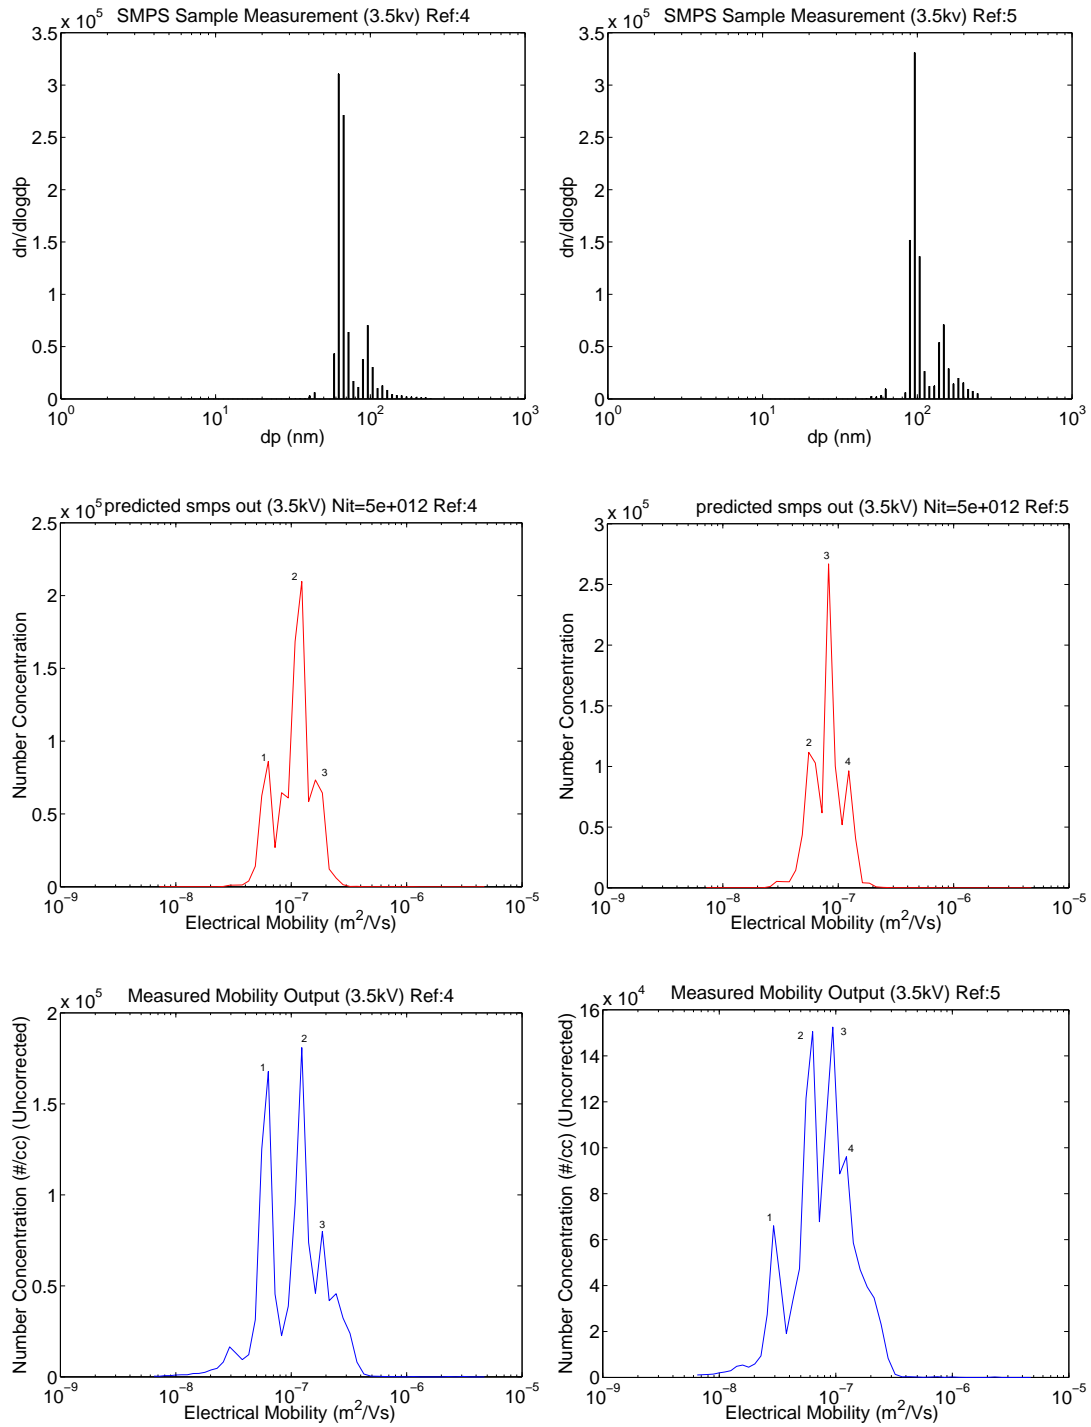 SMPS Sample Measurement (3.5kv) Ref:4
x 10^5
3.5
3
2.5
2
1.5
1
0.5
0
dn/dlogdp
10^0 10^1 10^2 10^3
dp (nm)
SMPS Sample Measurement (3.5kv) Ref:5
x 10^5
3.5
3
2.5
2
1.5
1
0.5
0
dn/dlogdp
10^0 10^1 10^2 10^3
dp (nm)
predicted smps out (3.5kV) Nit=5e+012 Ref:4
x 10^5
2.5
2
1.5
1
0.5
0
Number Concentration
1
2
3
10^-9 10^-8 10^-7 10^-6 10^-5
Electrical Mobility (m^2/Vs)
predicted smps out (3.5kV) Nit=5e+012 Ref:5
x 10^5
3
2.5
2
1.5
1
0.5
0
Number Concentration
2
3
4
10^-9 10^-8 10^-7 10^-6 10^-5
Electrical Mobility (m^2/Vs)
Measured Mobility Output (3.5kV) Ref:4
x 10^5
2
1.5
1
0.5
0
Number Concentration (#/cc) (Uncorrected)
1
2
3
10^-9 10^-8 10^-7 10^-6 10^-5
Electrical Mobility (m^2/Vs)
Measured Mobility Output (3.5kV) Ref:5
x 10^4
16
14
12
10
8
6
4
2
0
Number Concentration (#/cc) (Uncorrected)
1
2
3
4
10^-9 10^-8 10^-7 10^-6 10^-5
Electrical Mobility (m^2/Vs)